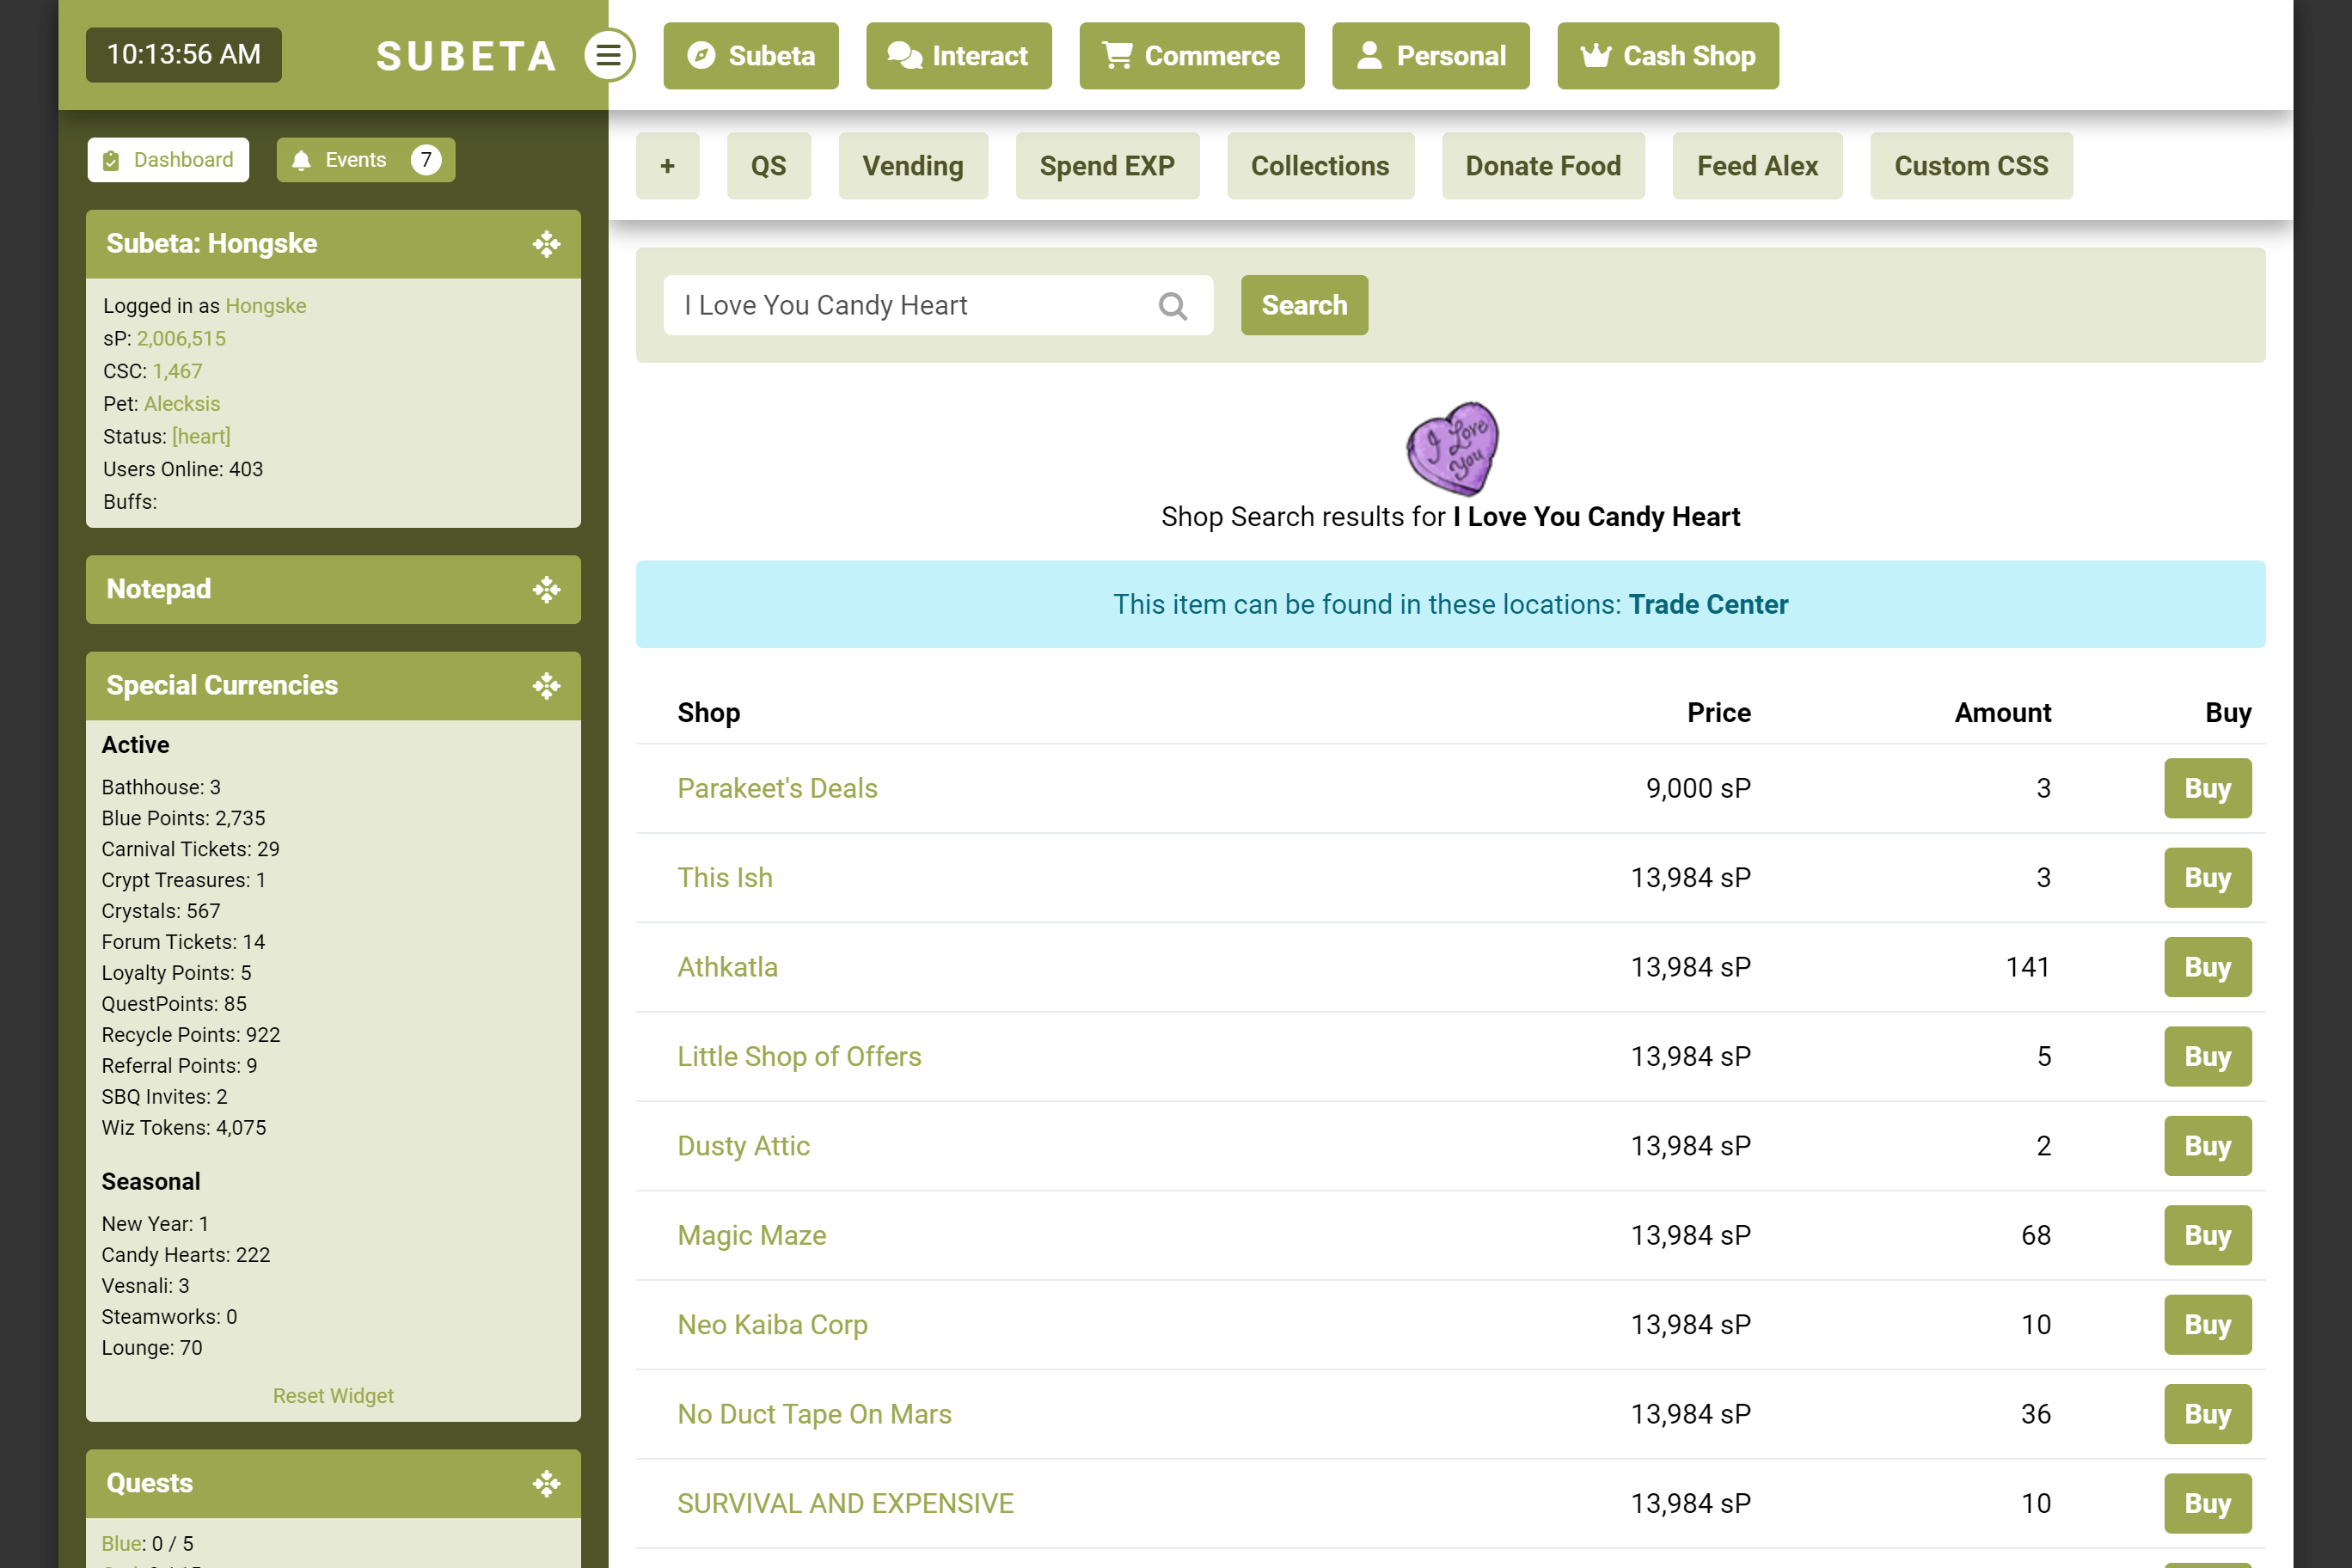 10:13:56 AM
SUBETA
Subeta
Interact
Commerce
Personal
Cash Shop
Dashboard
Events 7
+
QS
Vending
Spend EXP
Collections
Donate Food
Feed Alex
Custom CSS
Subeta: Hongske
Logged in as Hongske
sP: 2,006,515
CSC: 1,467
Pet: Alecksis
Status: [heart]
Users Online: 403
Buffs:
Notepad
Special Currencies
Active
Bathhouse: 3
Blue Points: 2,735
Carnival Tickets: 29
Crypt Treasures: 1
Crystals: 567
Forum Tickets: 14
Loyalty Points: 5
QuestPoints: 85
Recycle Points: 922
Referral Points: 9
SBQ Invites: 2
Wiz Tokens: 4,075
Seasonal
New Year: 1
Candy Hearts: 222
Vesnali: 3
Steamworks: 0
Lounge: 70
Reset Widget
Quests
Blue: 0 / 5
I Love You Candy Heart
Search
I Love
You
Shop Search results for I Love You Candy Heart
This item can be found in these locations: Trade Center
Shop Price Amount Buy
Parakeet's Deals 9,000 sP 3 Buy
This Ish 13,984 sP 3 Buy
Athkatla 13,984 sP 141 Buy
Little Shop of Offers 13,984 sP 5 Buy
Dusty Attic 13,984 sP 2 Buy
Magic Maze 13,984 sP 68 Buy
Neo Kaiba Corp 13,984 sP 10 Buy
No Duct Tape On Mars 13,984 sP 36 Buy
SURVIVAL AND EXPENSIVE 13,984 sP 10 Buy